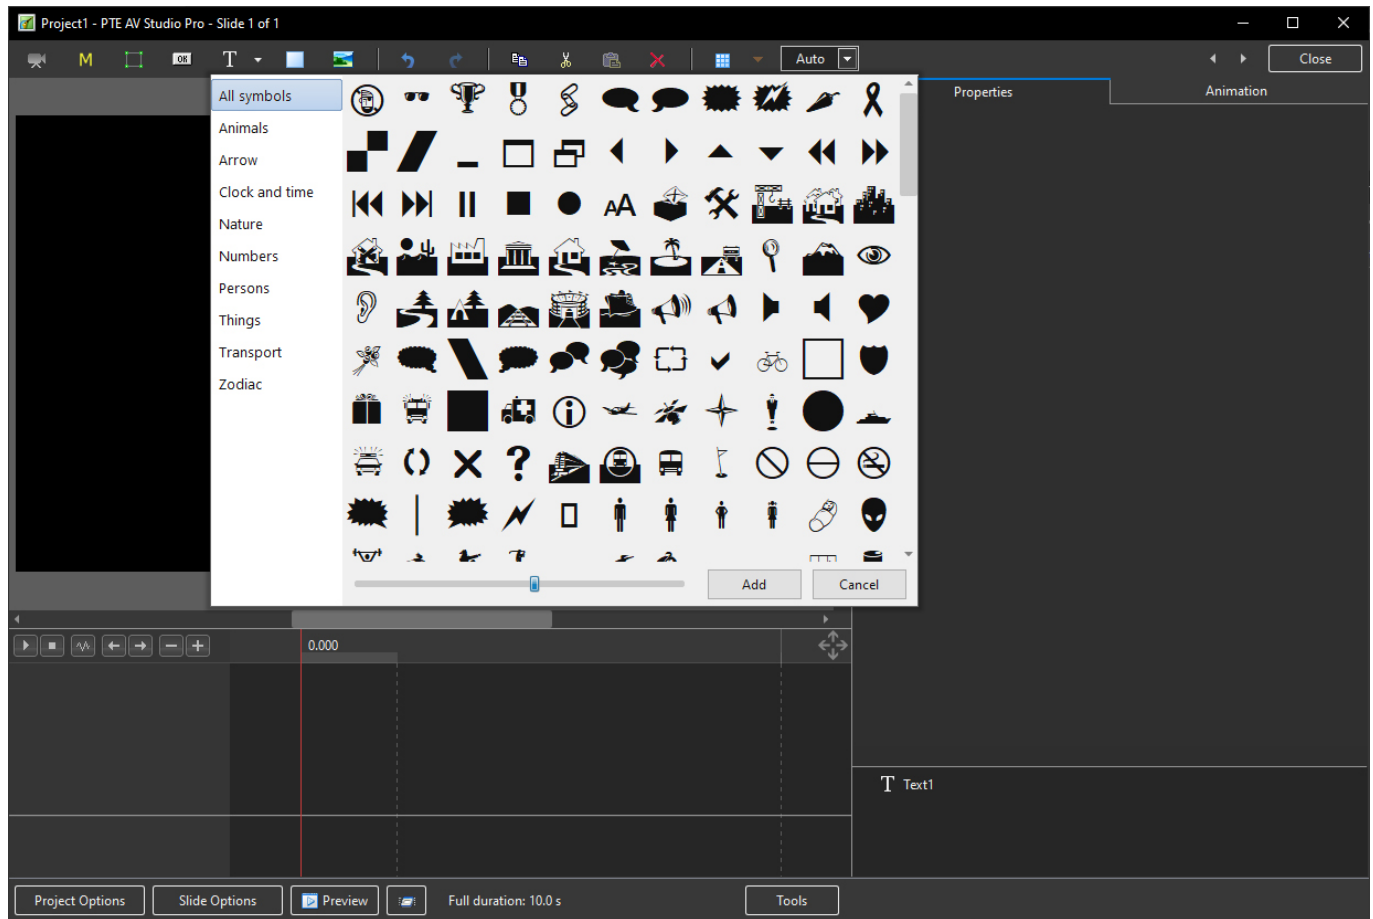 Project1 - PTE AV Studio Pro - Slide 1 of 1
M
OK
T
Auto
Close
All symbols
Animals
Arrow
Clock and time
Nature
Numbers
Persons
Things
Transport
Zodiac
AA
Add
Cancel
Properties
Animation
0.000
T Text1
Project Options
Slide Options
Preview
Full duration: 10.0 s
Tools